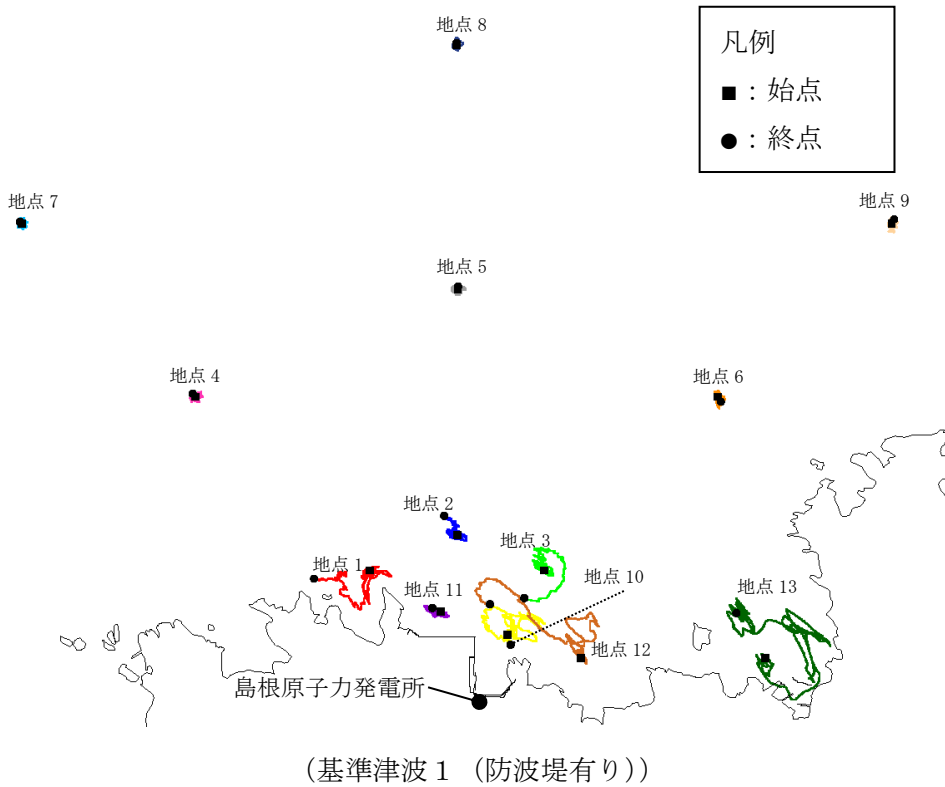 地点 8
凡例
■：始点
●：終点
地点 7
地点 9
地点 5
地点 4
地点 6
地点 2
地点 3
地点 1
地点 10
地点 11
地点 13
地点 12
島根原子力発電所
(基準津波１（防波堤有り))